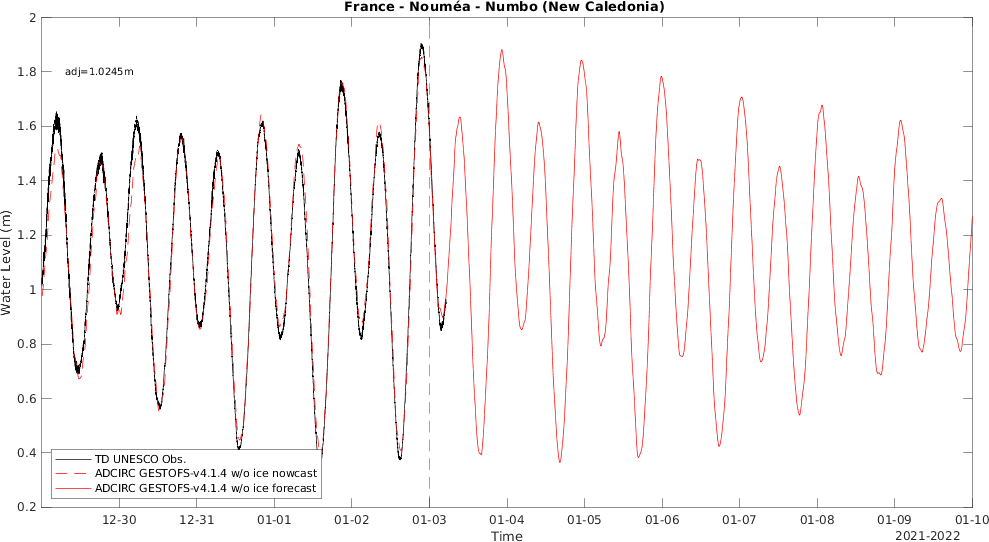 France - Nouméa - Numbo (New Caledonia)
2
1.8
1.6
1.4
1.2
1
0.8
0.6
0.4
0.2
Water Level (m)
adj=1.0245m
TD UNESCO Obs.
ADCIRC GESTOFS-v4.1.4 w/o ice nowcast
ADCIRC GESTOFS-v4.1.4 w/o ice forecast
12-30 12-31 01-01 01-02 01-03 01-04 01-05 01-06 01-07 01-08 01-09 01-10
Time
2021-2022